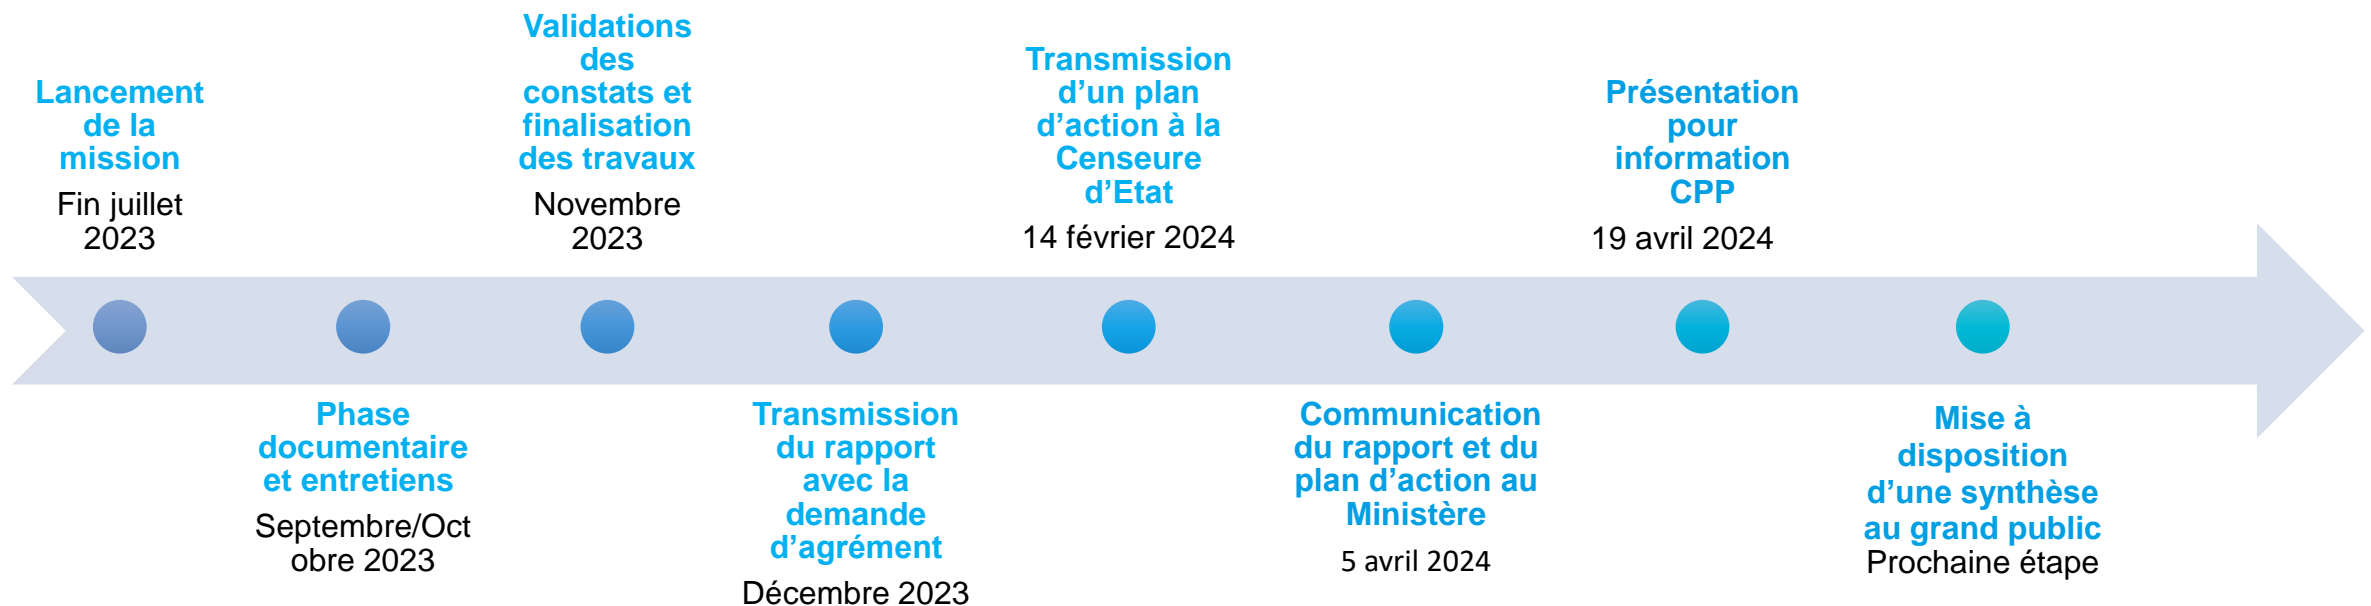 Lancement
de la
mission
Fin juillet
2023
Phase
documentaire
et entretiens
Septembre/Oct
obre 2023
Validations
des
constats et
finalisation
des travaux
Novembre
2023
Transmission
du rapport
avec la
demande
d’agrément
Décembre 2023
Transmission
d’un plan
d’action à la
Censeure
d’Etat
14 février 2024
Communication
du rapport et du
plan d’action au
Ministère
5 avril 2024
Présentation
pour
information
CPP
19 avril 2024
Mise à
disposition
d’une synthèse
au grand public
Prochaine étape